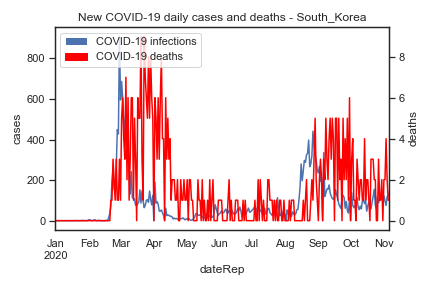 New COVID-19 daily cases and deaths - South_Korea
COVID-19 infections
COVID-19 deaths
800
600
400
200
0
cases
8
6
4
2
0
deaths
Jan Feb Mar Apr May Jun Jul Aug Sep Oct Nov
2020
dateRep